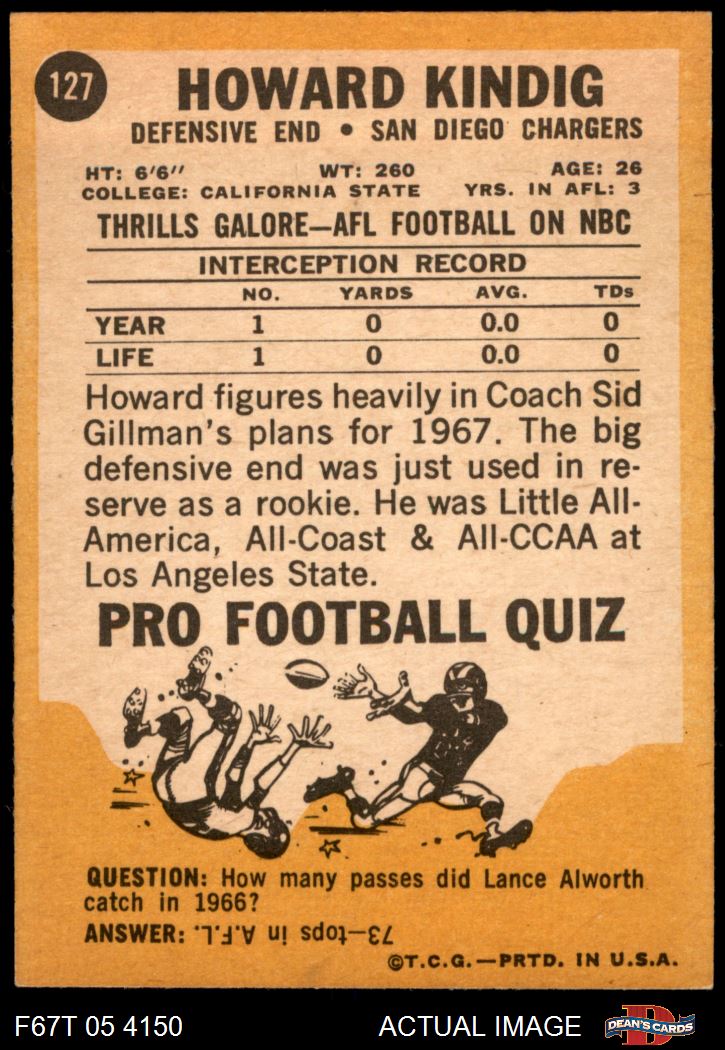 127
HOWARD KINDIG
DEFENSIVE END • SAN DIEGO CHARGERS
HT: 6'6" WT: 260 AGE: 26
COLLEGE: CALIFORNIA STATE YRS. IN AFL: 3
THRILLS GALORE—AFL FOOTBALL ON NBC
INTERCEPTION RECORD
NO. YARDS AVG. TDs
YEAR 1 0 0.0 0
LIFE 1 0 0.0 0
Howard figures heavily in Coach Sid
Gillman's plans for 1967. The big
defensive end was just used in re-
serve as a rookie. He was Little All-
America, All-Coast & All-CCAA at
Los Angeles State.
PRO FOOTBALL QUIZ
QUESTION: How many passes did Lance Alworth
catch in 1966?
ANSWER: 73—tops in A.F.L.
©T.C.G.—PRTD. IN U.S.A.
F67T 05 4150 ACTUAL IMAGE
D
DEAN'S CARDS